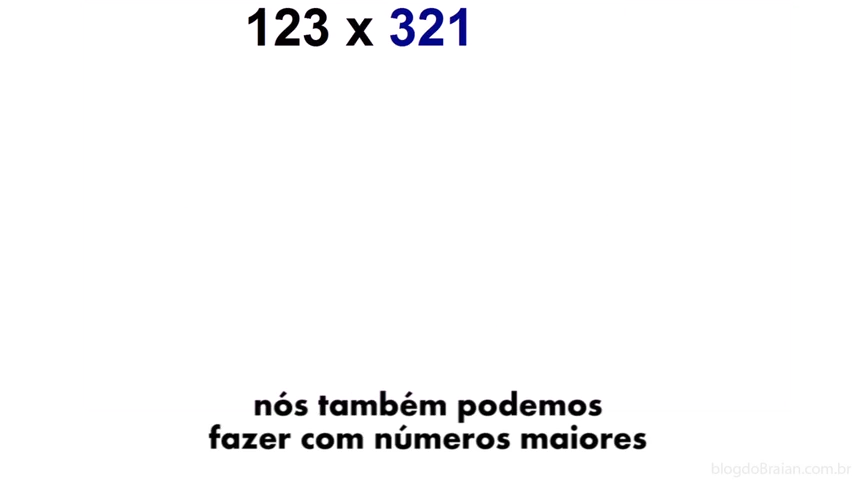 123 x 321
nós também podemos
fazer com números maiores
blogdoBraian.com.br